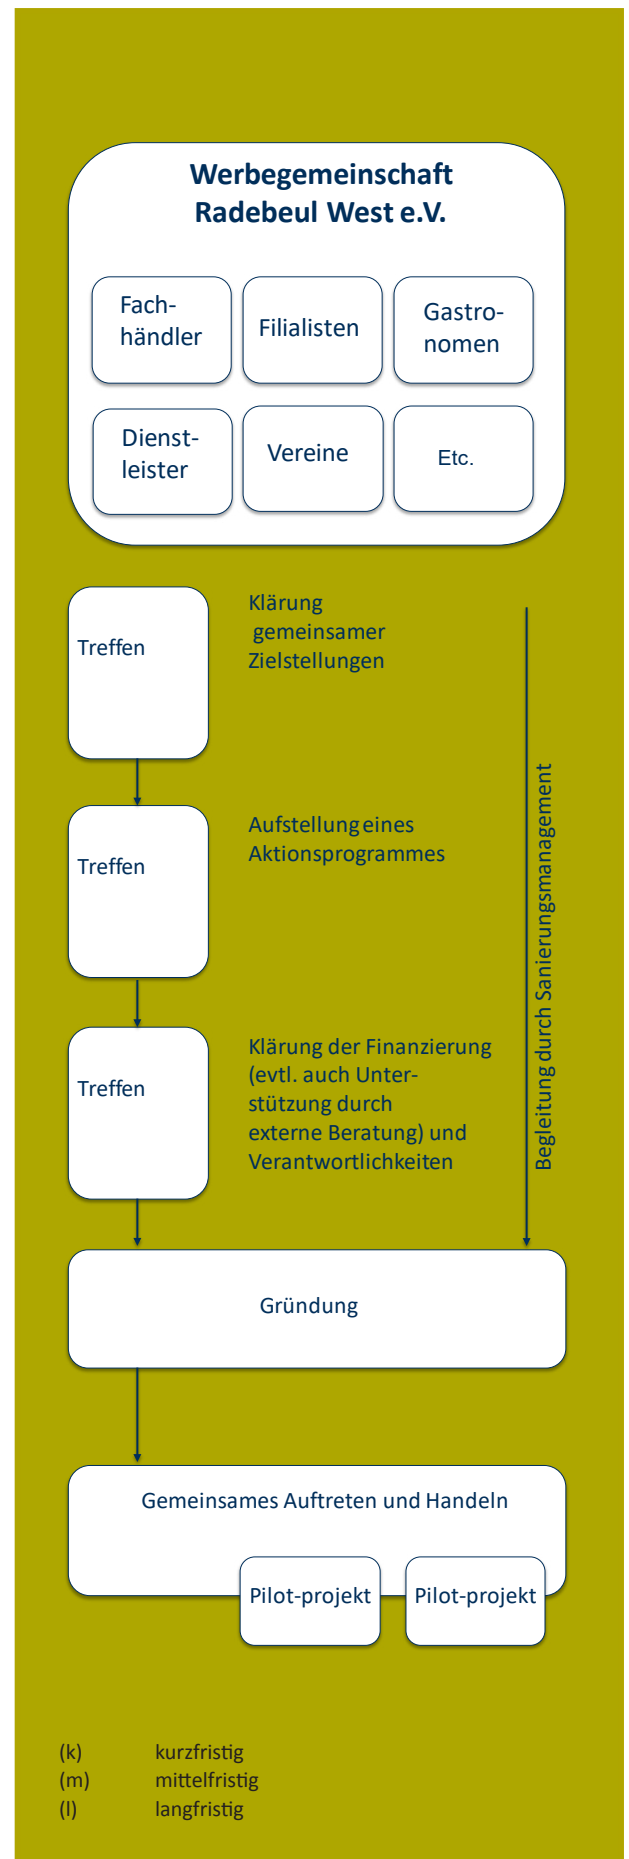 Werbegemeinschaft
Radebeul West e.V.
Fach-
händler
Filialisten
Gastro-
nomen
Dienst-
leister
Vereine
Etc.
Treffen
Klärung
gemeinsamer
Zielstellungen
Treffen
Aufstellung eines
Aktionsprogrammes
Treffen
Klärung der Finanzierung
(evtl. auch Unter-
stützung durch
externe Beratung) und
Verantwortlichkeiten
Begleitung durch Sanierungsmanagement
Gründung
Gemeinsames Auftreten und Handeln
Pilot-projekt
Pilot-projekt
(k) kurzfristig
(m) mittelfristig
(l) langfristig